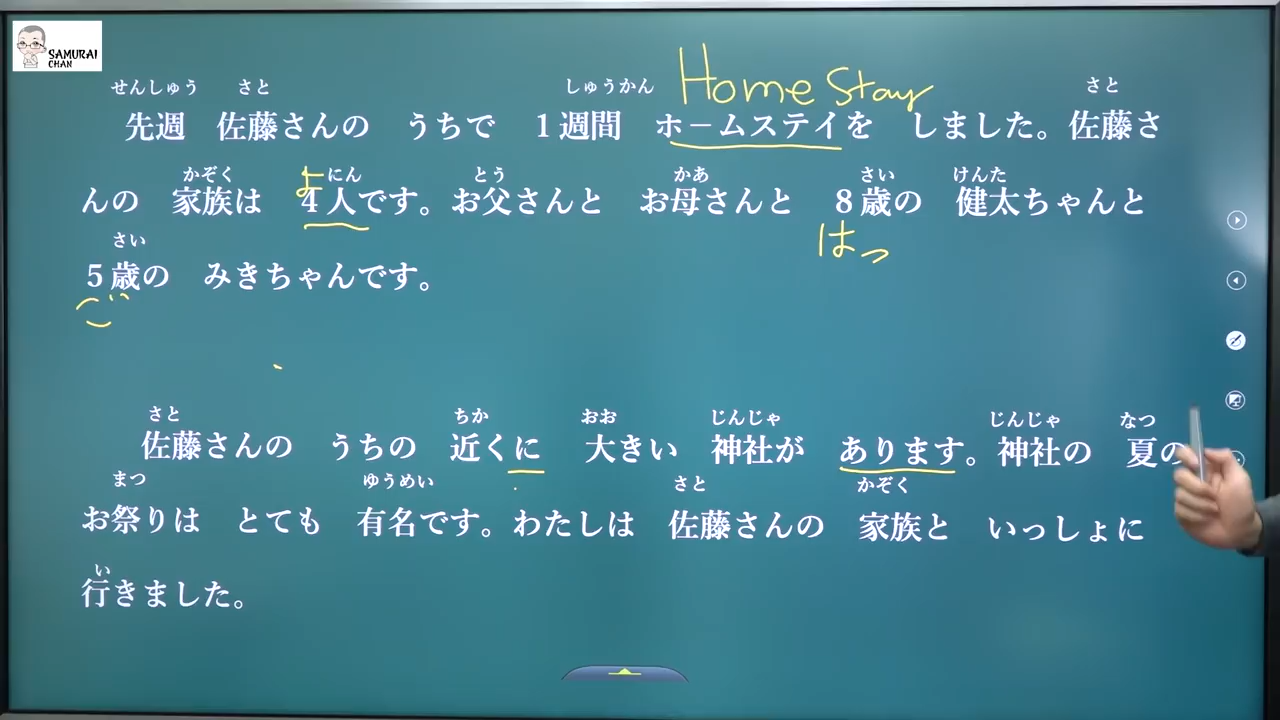 SAMURAI
CHAN
Home Stay
せんしゅう さと しゅうかん さと
先週 佐藤さんの うちで 1週間 ホームステイを しました。佐藤さ
かぞく よ にん とう かあ さい けんた
んの 家族は 4人です。お父さんと お母さんと 8歳の 健太ちゃんと
はっ
さい
5歳の みきちゃんです。
ご
さと ちか おお じんじゃ じんじゃ なつ
佐藤さんの うちの 近くに 大きい 神社が あります。神社の 夏の
まつ ゆうめい さと かぞく
お祭りは とても 有名です。わたしは 佐藤さんの 家族と いっしょに
い
行きました。